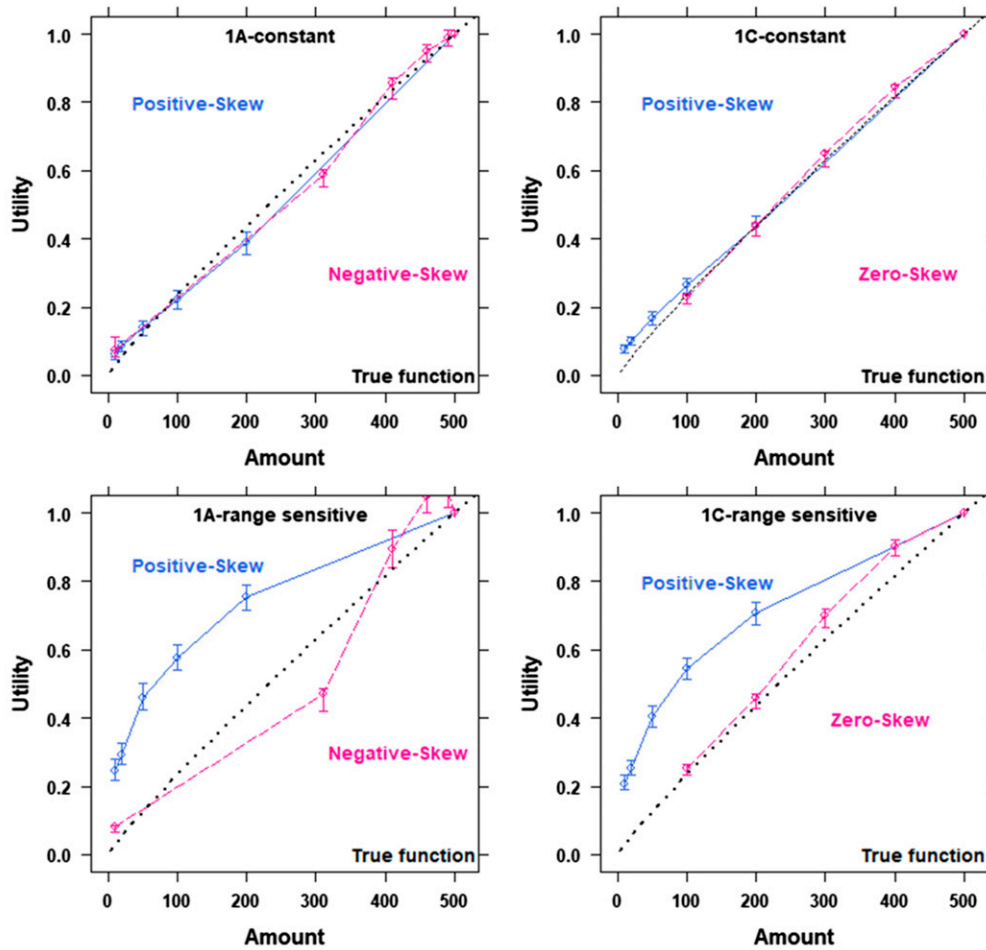 1A-constant
1.0
0.8
0.6
0.4
0.2
0.0
Utility
Positive-Skew
Negative-Skew
True function
0 100 200 300 400 500
Amount
1C-constant
1.0
0.8
0.6
0.4
0.2
0.0
Utility
Positive-Skew
Zero-Skew
True function
0 100 200 300 400 500
Amount
1A-range sensitive
1.0
0.8
0.6
0.4
0.2
0.0
Utility
Positive-Skew
Negative-Skew
True function
0 100 200 300 400 500
Amount
1C-range sensitive
1.0
0.8
0.6
0.4
0.2
0.0
Utility
Positive-Skew
Zero-Skew
True function
0 100 200 300 400 500
Amount